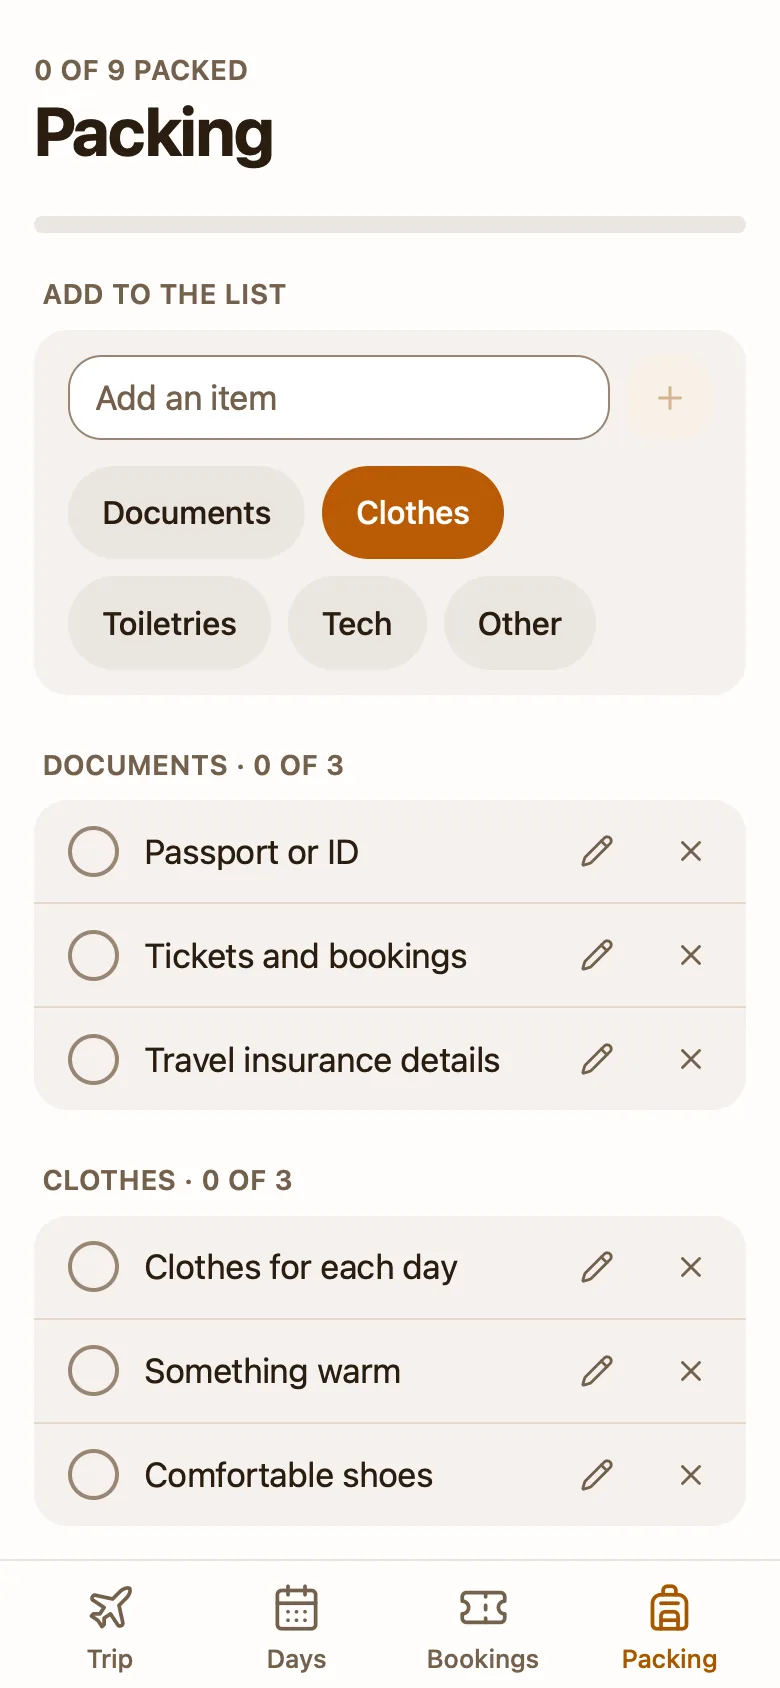 0 OF 9 PACKED
Packing
ADD TO THE LIST
Add an item
Documents
Clothes
Toiletries
Tech
Other
DOCUMENTS · 0 OF 3
Passport or ID
Tickets and bookings
Travel insurance details
CLOTHES · 0 OF 3
Clothes for each day
Something warm
Comfortable shoes
Trip
Days
Bookings
Packing